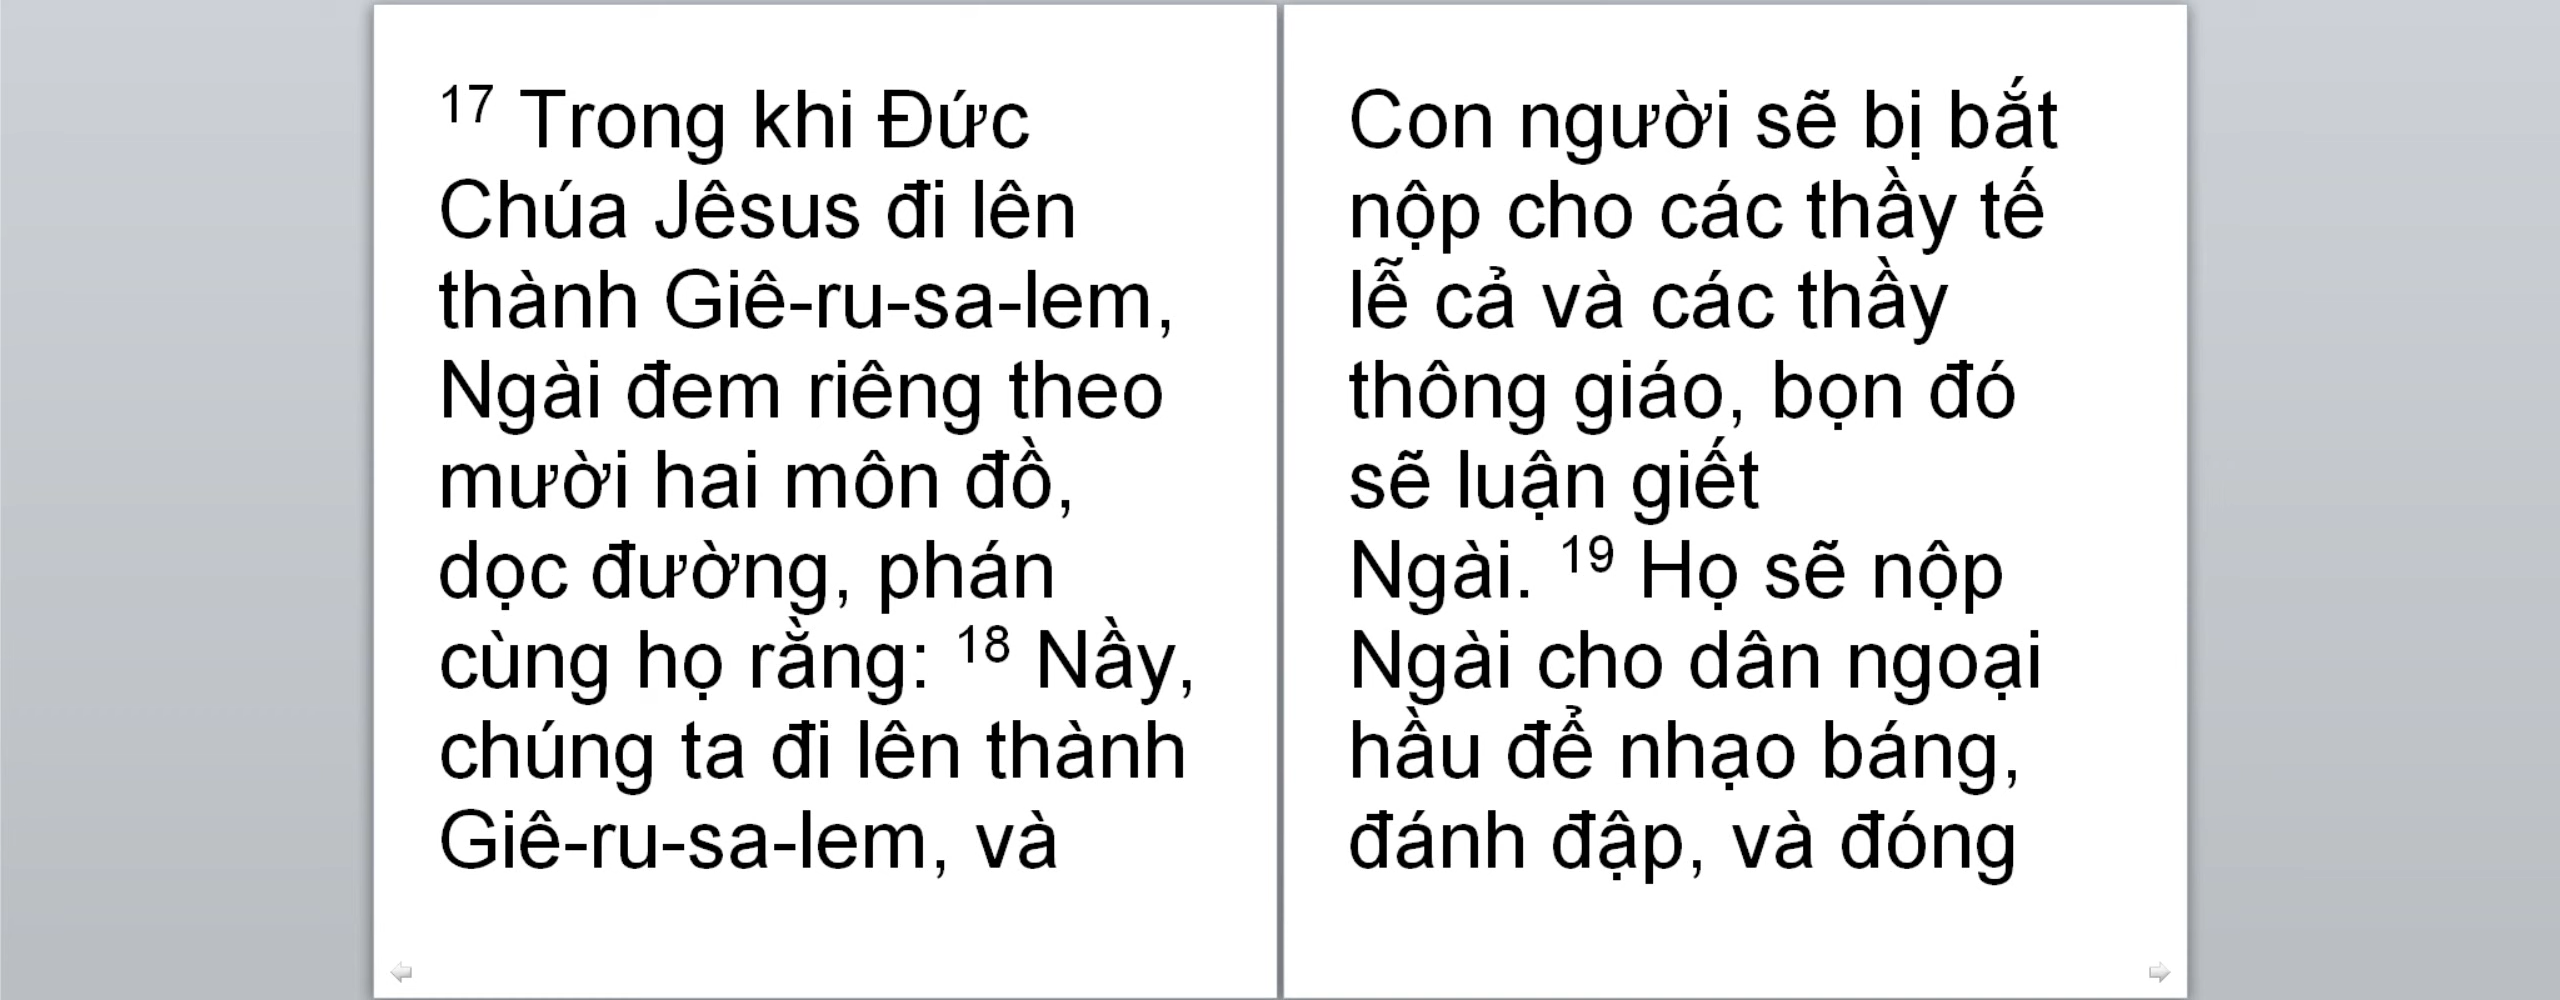 17 Trong khi Đức
Chúa Jêsus đi lên
thành Giê-ru-sa-lem,
Ngài đem riêng theo
mười hai môn đồ,
dọc đường, phán
cùng họ rằng: 18 Nầy,
chúng ta đi lên thành
Giê-ru-sa-lem, và
Con người sẽ bị bắt
nộp cho các thầy tế
lễ cả và các thầy
thông giáo, bọn đó
sẽ luận giết
Ngài. 19 Họ sẽ nộp
Ngài cho dân ngoại
hầu để nhạo báng,
đánh đập, và đóng